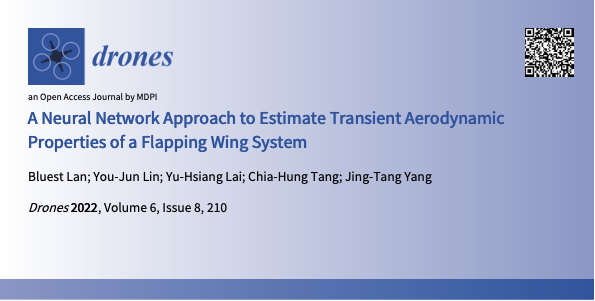 drones
an Open Access Journal by MDPI
A Neural Network Approach to Estimate Transient Aerodynamic
Properties of a Flapping Wing System
Bluest Lan; You-Jun Lin; Yu-Hsiang Lai; Chia-Hung Tang; Jing-Tang Yang
Drones 2022, Volume 6, Issue 8, 210